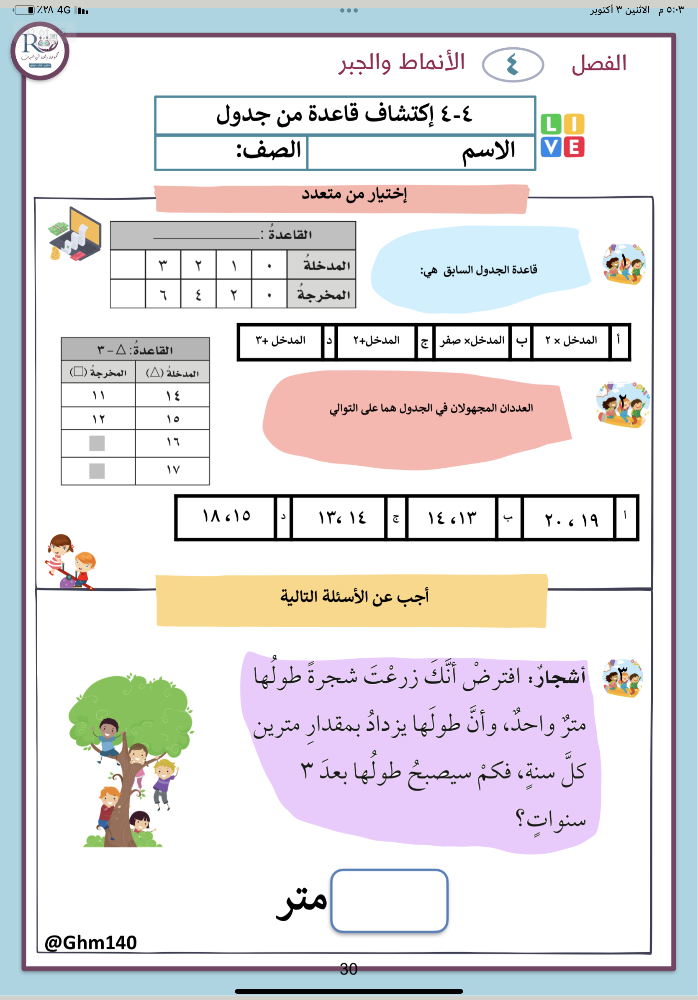 ٥:٠٣ م الاثنين ٣ أكتوبر
4G ٪٢٨
R
مجموعة رفعة الرياضيات
الفصل ٤ الأنماط والجبر
٤-٤ إكتشاف قاعدة من جدول
LIVE
الاسم الصف:
إختيار من متعدد
١
قاعدة الجدول السابق هي:
القاعدةُ :
المدخلةُ ٠ ١ ٢ ٣
المخرجةُ ٠ ٢ ٤ ٦
أ المدخل × ٢ ب المدخل× صفر ج المدخل+٢ د المدخل +٣
٢
العددان المجهولان في الجدول هما على التوالي
القاعدةُ: △ – ٣
المدخلةُ (△) المخرجةُ (□)
١٤ ١١
١٥ ١٢
١٦
١٧
أ ١٩ ، ٢٠ ب ١٣، ١٤ ج ١٤ ،١٣ د ١٥، ١٨
أجب عن الأسئلة التالية
٣
أشجارٌ: افترضْ أنَّكَ زرعْتَ شجرةً طولُها
مترٌ واحدٌ، وأنَّ طولَها يزدادُ بمقدارِ مترين
كلَّ سنةٍ، فكمْ سيصبحُ طولُها بعدَ ٣
سنواتٍ؟
متر
@Ghm140
30